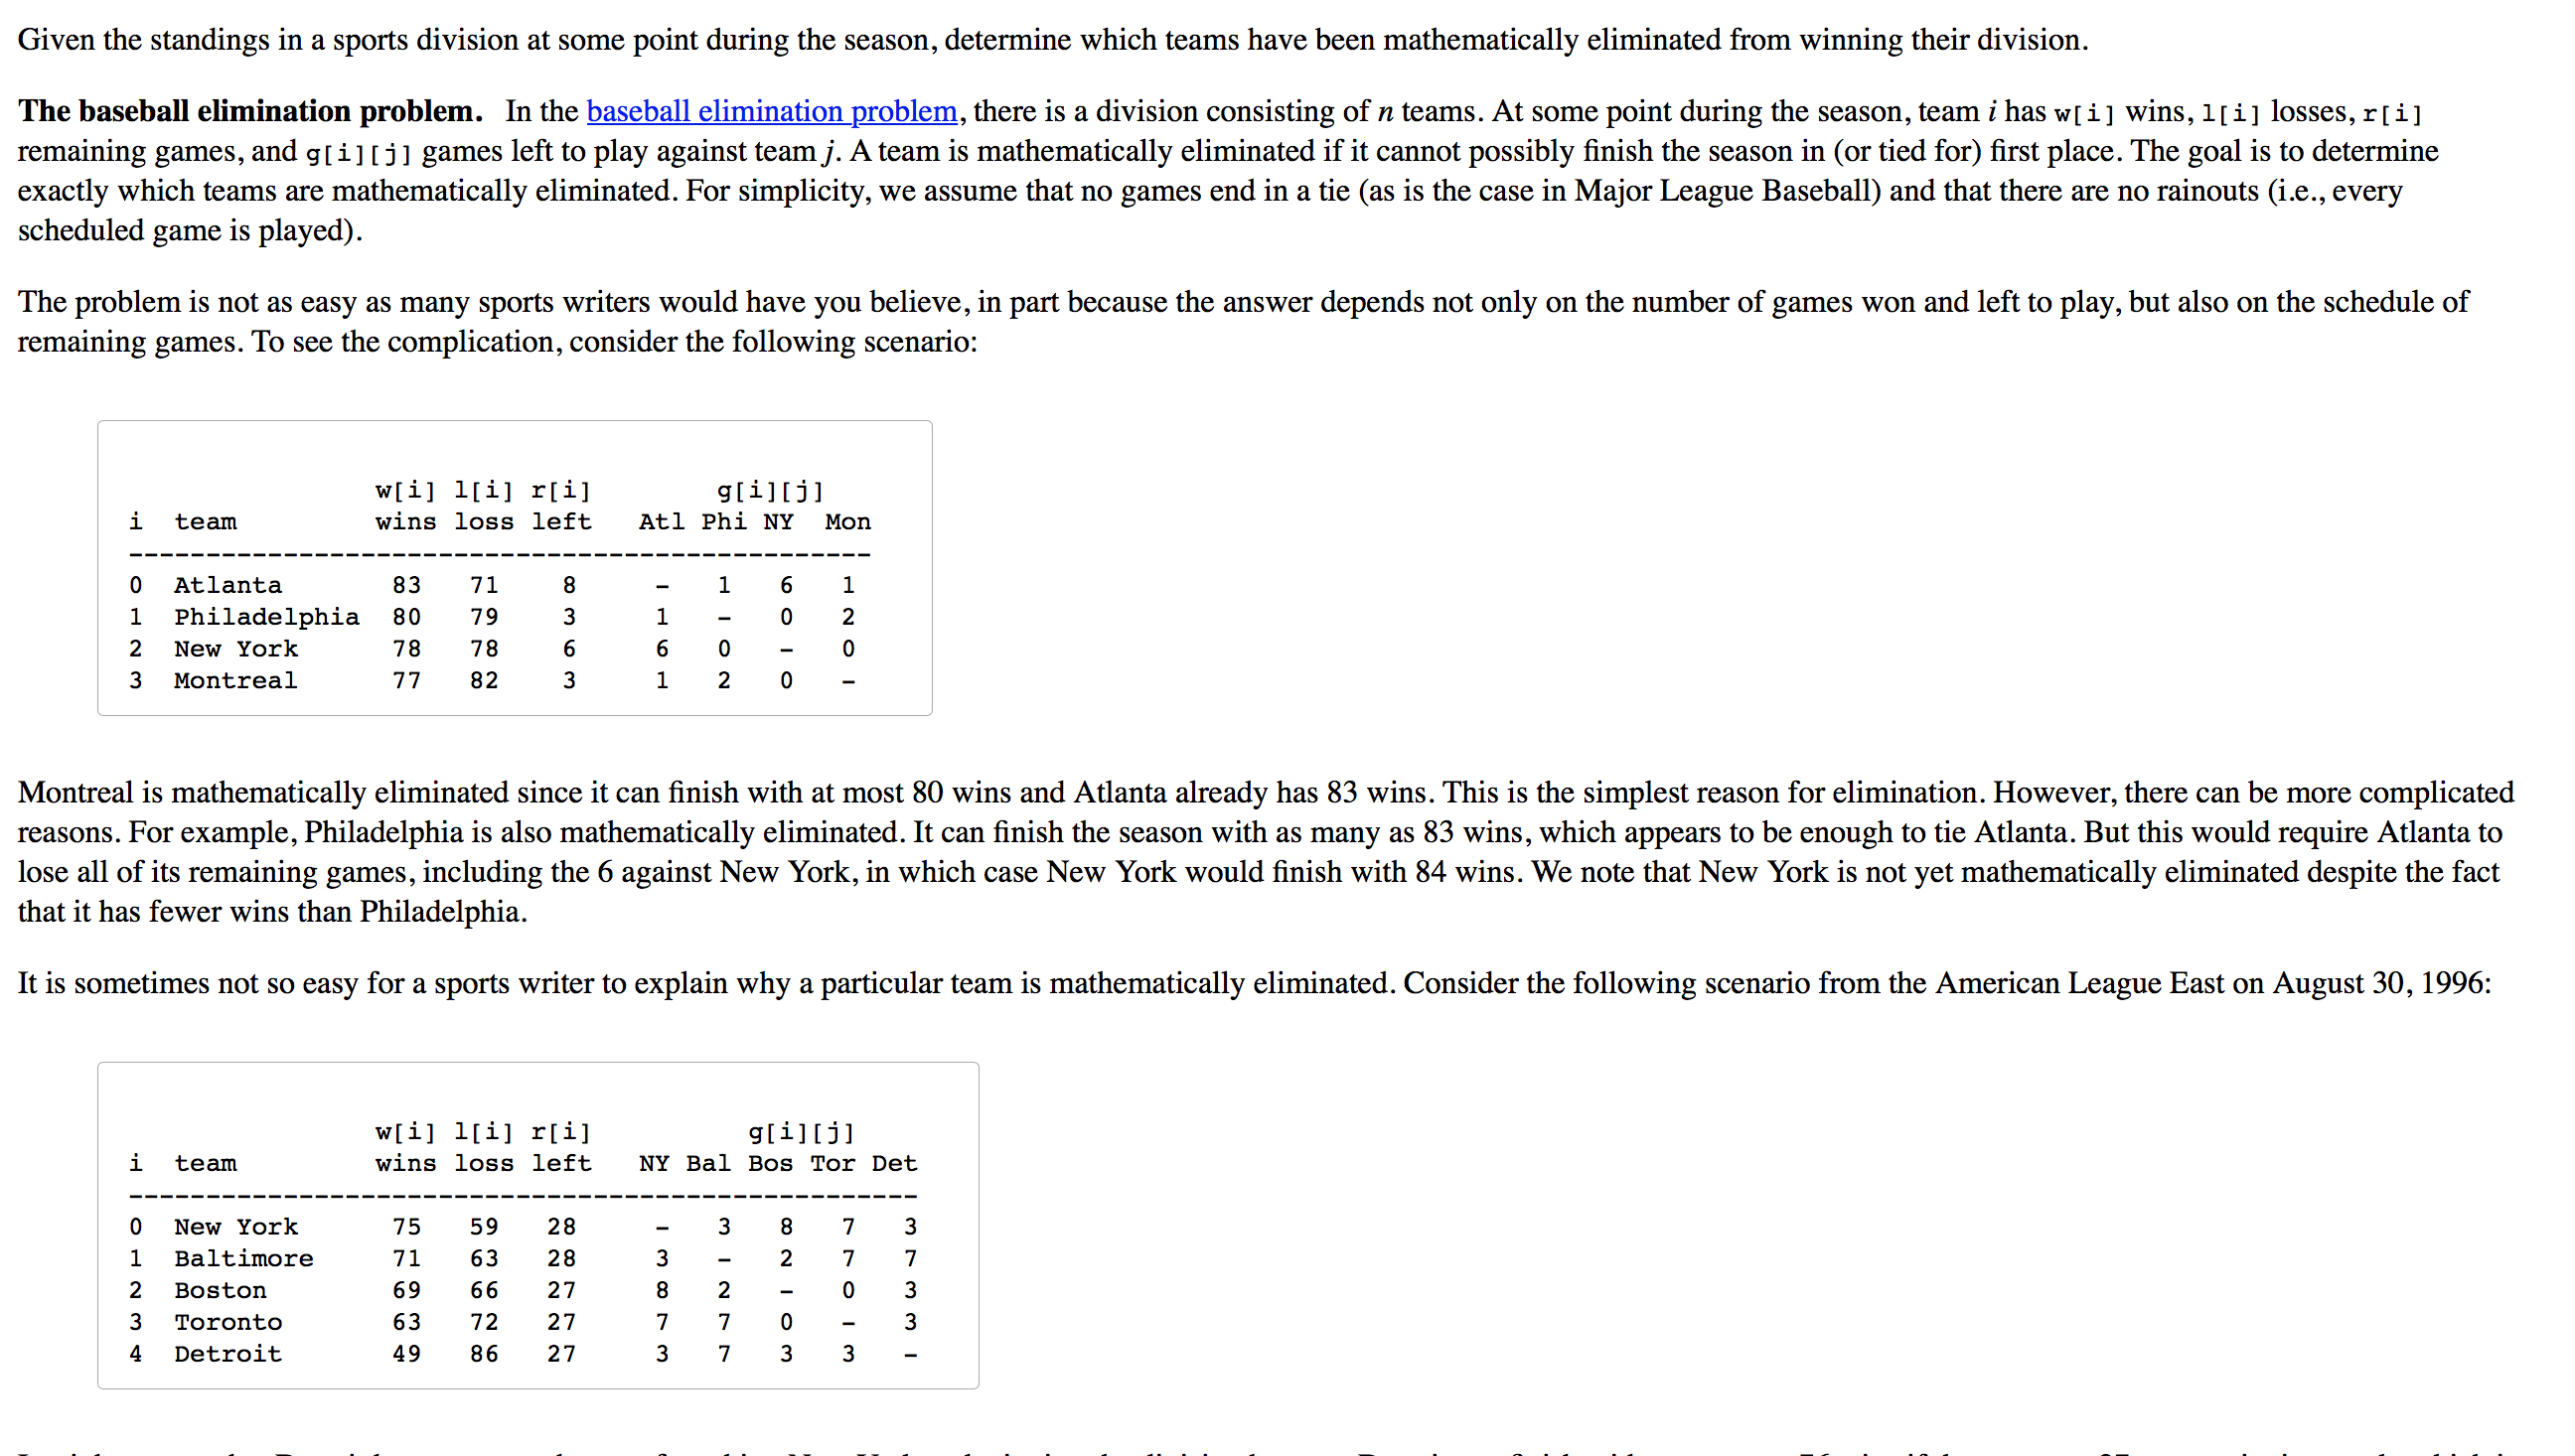 Given the standings in a sports division at some point during the season, determine which teams have been mathematically eliminated from winning their division.
The baseball elimination problem. In the baseball elimination problem, there is a division consisting of n teams. At some point during the season, team i has w[i] wins, l[i] losses, r[i]
remaining games, and g[i][j] games left to play against team j. A team is mathematically eliminated if it cannot possibly finish the season in (or tied for) first place. The goal is to determine
exactly which teams are mathematically eliminated. For simplicity, we assume that no games end in a tie (as is the case in Major League Baseball) and that there are no rainouts (i.e., every
scheduled game is played).
The problem is not as easy as many sports writers would have you believe, in part because the answer depends not only on the number of games won and left to play, but also on the schedule of
remaining games. To see the complication, consider the following scenario:
w[i] l[i] r[i] g[i][j]
i team wins loss left Atl Phi NY Mon
------------------------------------------------
0 Atlanta 83 71 8 - 1 6 1
1 Philadelphia 80 79 3 1 - 0 2
2 New York 78 78 6 6 0 - 0
3 Montreal 77 82 3 1 2 0 -
Montreal is mathematically eliminated since it can finish with at most 80 wins and Atlanta already has 83 wins. This is the simplest reason for elimination. However, there can be more complicated
reasons. For example, Philadelphia is also mathematically eliminated. It can finish the season with as many as 83 wins, which appears to be enough to tie Atlanta. But this would require Atlanta to
lose all of its remaining games, including the 6 against New York, in which case New York would finish with 84 wins. We note that New York is not yet mathematically eliminated despite the fact
that it has fewer wins than Philadelphia.
It is sometimes not so easy for a sports writer to explain why a particular team is mathematically eliminated. Consider the following scenario from the American League East on August 30, 1996:
w[i] l[i] r[i] g[i][j]
i team wins loss left NY Bal Bos Tor Det
---------------------------------------------------
0 New York 75 59 28 - 3 8 7 3
1 Baltimore 71 63 28 3 - 2 7 7
2 Boston 69 66 27 8 2 - 0 3
3 Toronto 63 72 27 7 7 0 - 3
4 Detroit 49 86 27 3 7 3 3 -